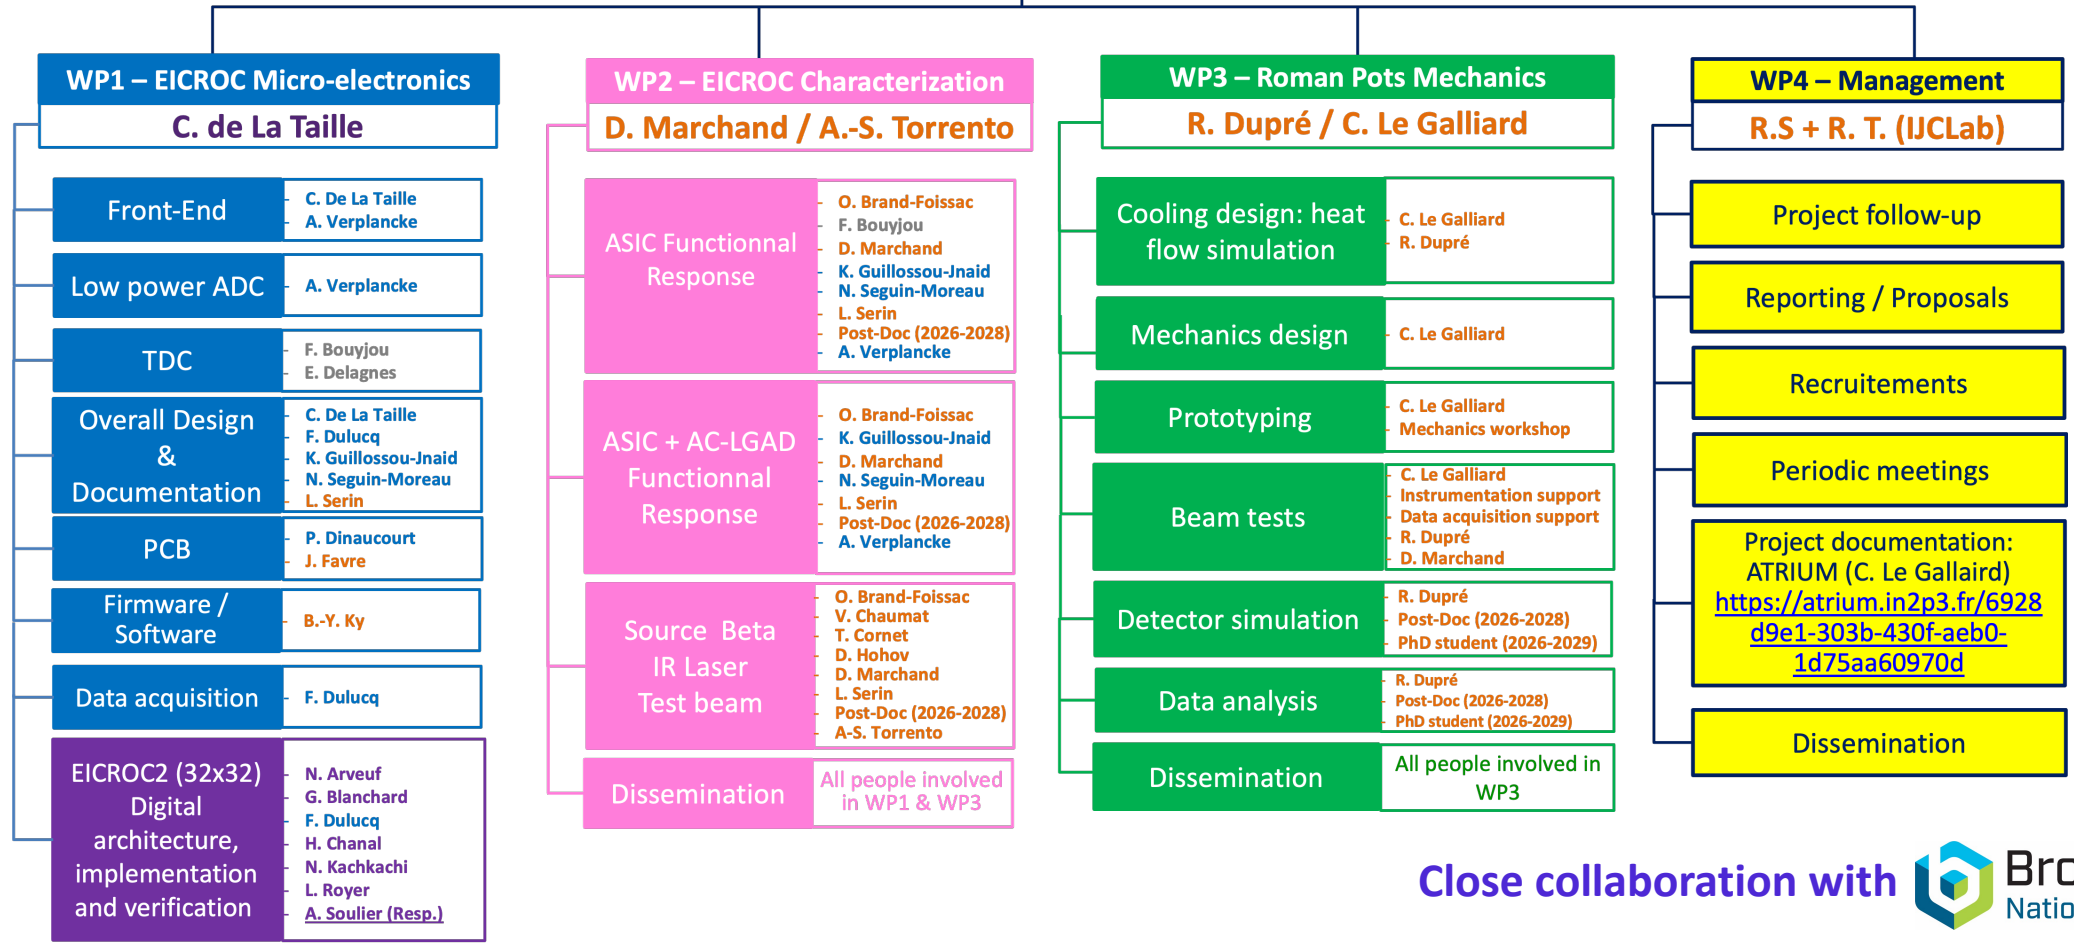 WP1 – EICROC Micro-electronics
C. de La Taille
Front-End
C. De La Taille
A. Verplancke
Low power ADC
A. Verplancke
TDC
F. Bouyjou
E. Delagnes
Overall Design
&
Documentation
C. De La Taille
F. Dulucq
K. Guillossou-Jnaid
N. Seguin-Moreau
L. Serin
PCB
P. Dinaucourt
J. Favre
Firmware /
Software
B.-Y. Ky
Data acquisition
F. Dulucq
EICROC2 (32x32)
Digital
architecture,
implementation
and verification
N. Arveuf
G. Blanchard
F. Dulucq
H. Chanal
N. Kachkachi
L. Royer
A. Soulier (Resp.)
WP2 – EICROC Characterization
D. Marchand / A.-S. Torrento
ASIC Functionnal
Response
O. Brand-Foissac
F. Bouyjou
D. Marchand
K. Guillossou-Jnaid
N. Seguin-Moreau
L. Serin
Post-Doc (2026-2028)
A. Verplancke
ASIC + AC-LGAD
Functionnal
Response
O. Brand-Foissac
K. Guillossou-Jnaid
D. Marchand
N. Seguin-Moreau
L. Serin
Post-Doc (2026-2028)
A. Verplancke
Source Beta
IR Laser
Test beam
O. Brand-Foissac
V. Chaumat
T. Cornet
D. Hohov
D. Marchand
L. Serin
Post-Doc (2026-2028)
A-S. Torrento
Dissemination
All people involved
in WP1 & WP3
WP3 – Roman Pots Mechanics
R. Dupré / C. Le Galliard
Cooling design: heat
flow simulation
C. Le Galliard
R. Dupré
Mechanics design
C. Le Galliard
Prototyping
C. Le Galliard
Mechanics workshop
Beam tests
C. Le Galliard
Instrumentation support
Data acquisition support
R. Dupré
D. Marchand
Detector simulation
R. Dupré
Post-Doc (2026-2028)
PhD student (2026-2029)
Data analysis
R. Dupré
Post-Doc (2026-2028)
PhD student (2026-2029)
Dissemination
All people involved in
WP3
WP4 – Management
R.S + R. T. (IJCLab)
Project follow-up
Reporting / Proposals
Recruitements
Periodic meetings
Project documentation:
ATRIUM (C. Le Gallaird)
https://atrium.in2p3.fr/6928
d9e1-303b-430f-aeb0-
1d75aa60970d
Dissemination
Close collaboration with
Bro
Natio